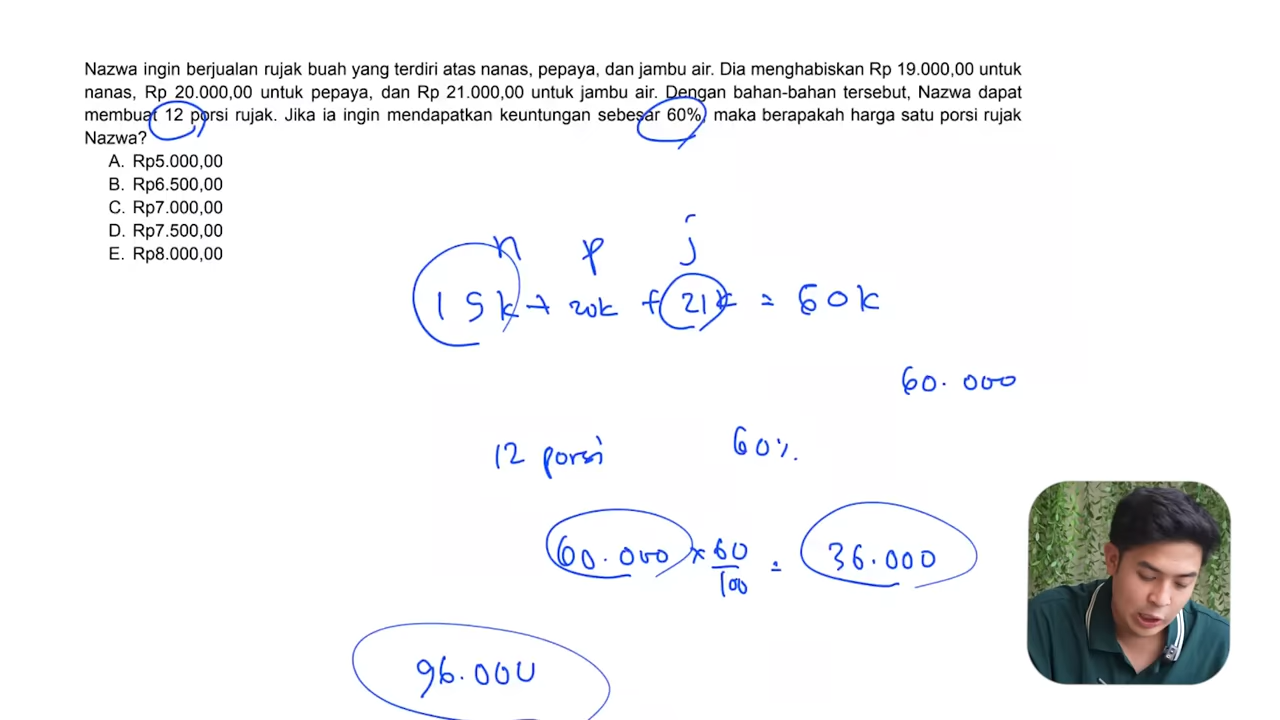 Nazwa ingin berjualan rujak buah yang terdiri atas nanas, pepaya, dan jambu air. Dia menghabiskan Rp 19.000,00 untuk
nanas, Rp 20.000,00 untuk pepaya, dan Rp 21.000,00 untuk jambu air. Dengan bahan-bahan tersebut, Nazwa dapat
membuat 12 porsi rujak. Jika ia ingin mendapatkan keuntungan sebesar 60%, maka berapakah harga satu porsi rujak
Nazwa?
A. Rp5.000,00
B. Rp6.500,00
C. Rp7.000,00
D. Rp7.500,00
E. Rp8.000,00
n p j
19k + 20k + 21k = 60k
60.000
12 porsi 60%.
60.000 × 60/100 = 36.000
96.000